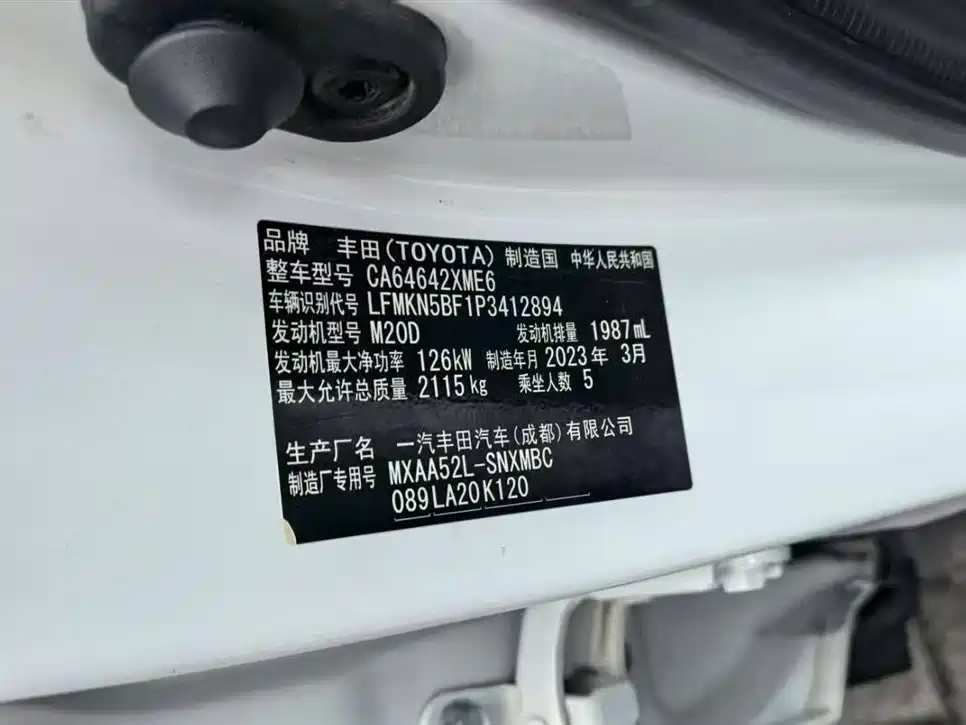 品牌 丰田(TOYOTA) 制造国 中华人民共和国
整车型号 CA64642XME6
车辆识别代号 LFMKN5BF1P3412894
发动机型号 M20D 发动机排量 1987mL
发动机最大净功率 126kW 制造年月 2023年 3月
最大允许总质量 2115kg 乘坐人数 5
生产厂名 一汽丰田汽车(成都)有限公司
制造厂专用号 MXAA52L-SNXMBC
089 LA20 K120